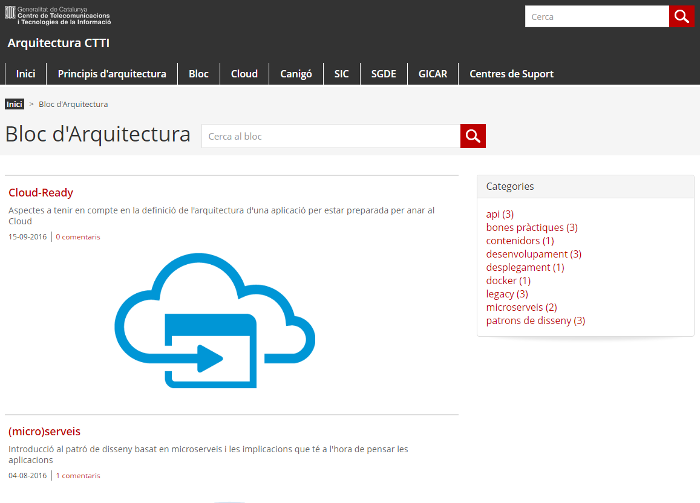 Generalitat de Catalunya
Centre de Telecomunicacions
i Tecnologies de la Informació
Cerca
Arquitectura CTTI
Inici
Principis d'arquitectura
Bloc
Cloud
Canigó
SIC
SGDE
GICAR
Centres de Suport
Inici > Bloc d'Arquitectura
Bloc d'Arquitectura
Cerca al bloc
Cloud-Ready
Aspectes a tenir en compte en la definició de l'arquitectura d'una aplicació per estar preparada per anar al
Cloud
15-09-2016 | 0 comentaris
(micro)serveis
Introducció al patró de disseny basat en microserveis i les implicacions que té a l'hora de pensar les
aplicacions
04-08-2016 | 1 comentaris
Categories
api (3)
bones pràctiques (3)
contenidors (1)
desenvolupament (3)
desplegament (1)
docker (1)
legacy (3)
microserveis (2)
patrons de disseny (3)